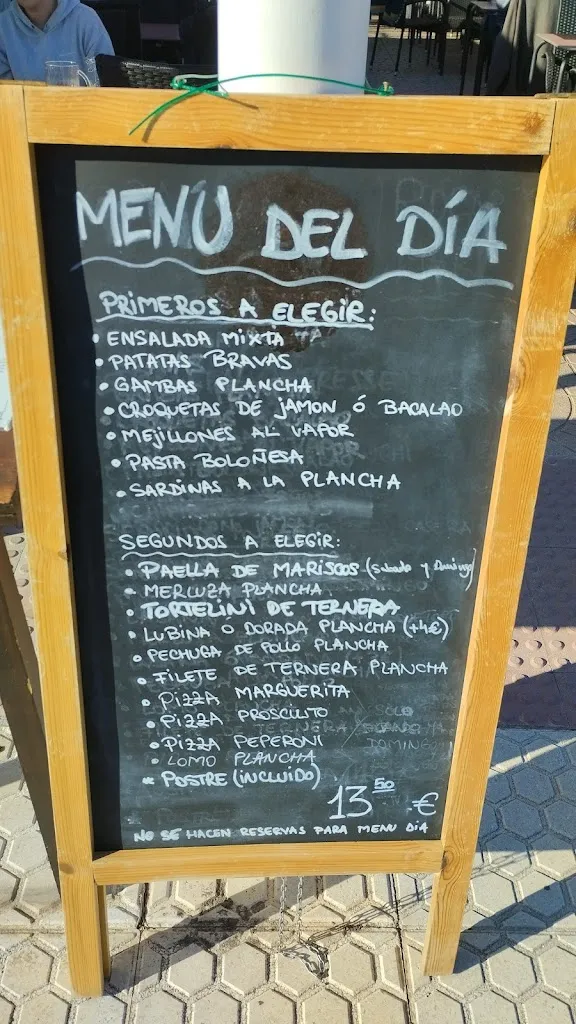 MENU DEL DÍA
PRIMEROS A ELEGIR:
• ENSALADA MIXTA
• PATATAS BRAVAS
• GAMBAS PLANCHA
• CROQUETAS DE JAMON Ó BACALAO
• MEJILLONES AL VAPOR
• PASTA BOLOÑESA
• SARDINAS A LA PLANCHA
SEGUNDOS A ELEGIR:
• PAELLA DE MARISCOS (Sabado y Domingo)
• MERLUZA PLANCHA
• TORTELINI DE TERNERA
• LUBINA Ó DORADA PLANCHA (+4€)
• PECHUGA DE POLLO PLANCHA
• FILETE DE TERNERA PLANCHA
• PIZZA MARGUERITA
• PIZZA PROSCIUTO
• PIZZA PEPERONI
• LOMO PLANCHA
* POSTRE (INCLUIDO)
13 50 €
NO SE HACEN RESERVAS PARA MENU DIA